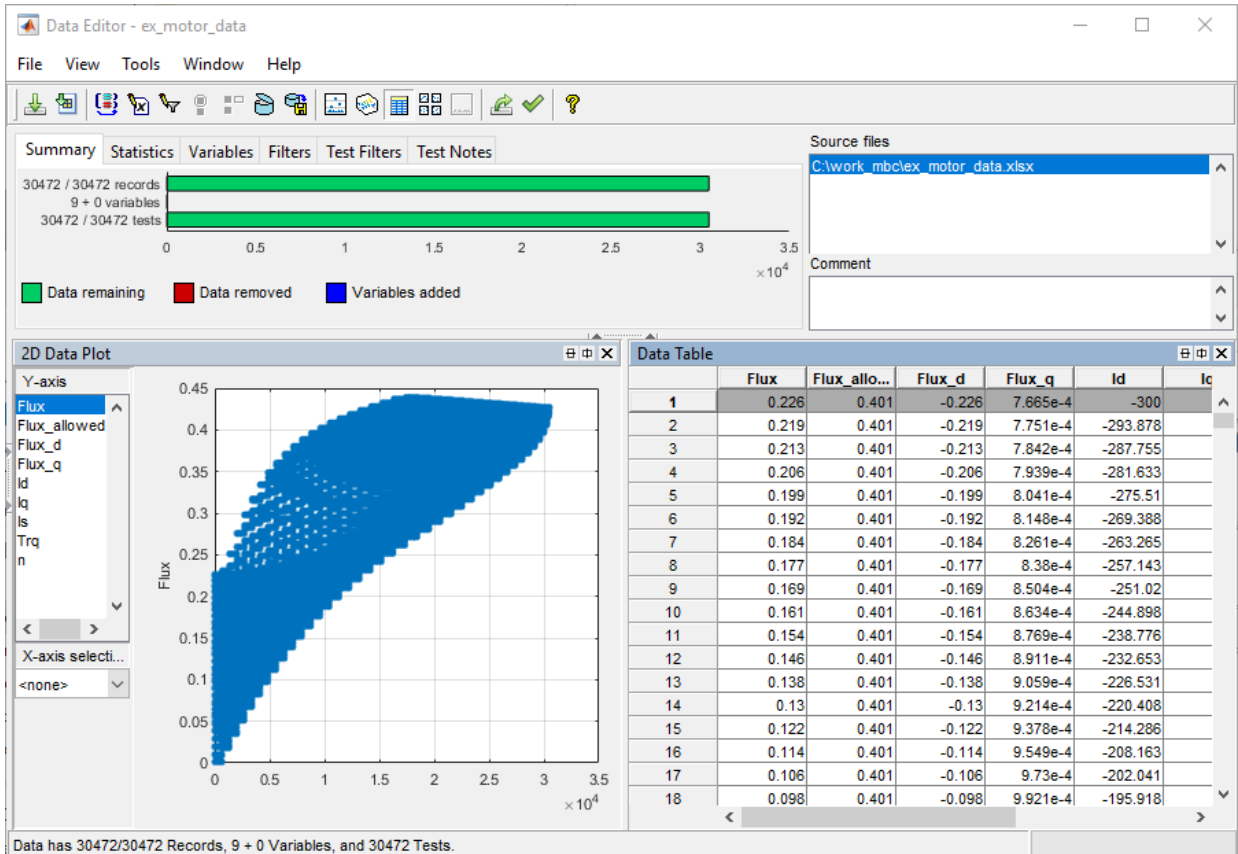 Data Editor - ex_motor_data
File View Tools Window Help
Summary Statistics Variables Filters Test Filters Test Notes
30472 / 30472 records
9 + 0 variables
30472 / 30472 tests
0 0.5 1 1.5 2 2.5 3 3.5
×10^4
Data remaining Data removed Variables added
Source files
C:\work_mbc\ex_motor_data.xlsx
Comment
2D Data Plot
Y-axis
Flux
Flux_allowed
Flux_d
Flux_q
Id
Iq
Is
Trq
n
X-axis selecti...
<none>
Flux
0.45
0.4
0.35
0.3
0.25
0.2
0.15
0.1
0.05
0
0 0.5 1 1.5 2 2.5 3 3.5
×10^4
Data Table
Flux Flux_allo... Flux_d Flux_q Id
1 0.226 0.401 -0.226 7.665e-4 -300
2 0.219 0.401 -0.219 7.751e-4 -293.878
3 0.213 0.401 -0.213 7.842e-4 -287.755
4 0.206 0.401 -0.206 7.939e-4 -281.633
5 0.199 0.401 -0.199 8.041e-4 -275.51
6 0.192 0.401 -0.192 8.148e-4 -269.388
7 0.184 0.401 -0.184 8.261e-4 -263.265
8 0.177 0.401 -0.177 8.38e-4 -257.143
9 0.169 0.401 -0.169 8.504e-4 -251.02
10 0.161 0.401 -0.161 8.634e-4 -244.898
11 0.154 0.401 -0.154 8.769e-4 -238.776
12 0.146 0.401 -0.146 8.911e-4 -232.653
13 0.138 0.401 -0.138 9.059e-4 -226.531
14 0.13 0.401 -0.13 9.214e-4 -220.408
15 0.122 0.401 -0.122 9.378e-4 -214.286
16 0.114 0.401 -0.114 9.549e-4 -208.163
17 0.106 0.401 -0.106 9.73e-4 -202.041
18 0.098 0.401 -0.098 9.921e-4 -195.918
Data has 30472/30472 Records, 9 + 0 Variables, and 30472 Tests.